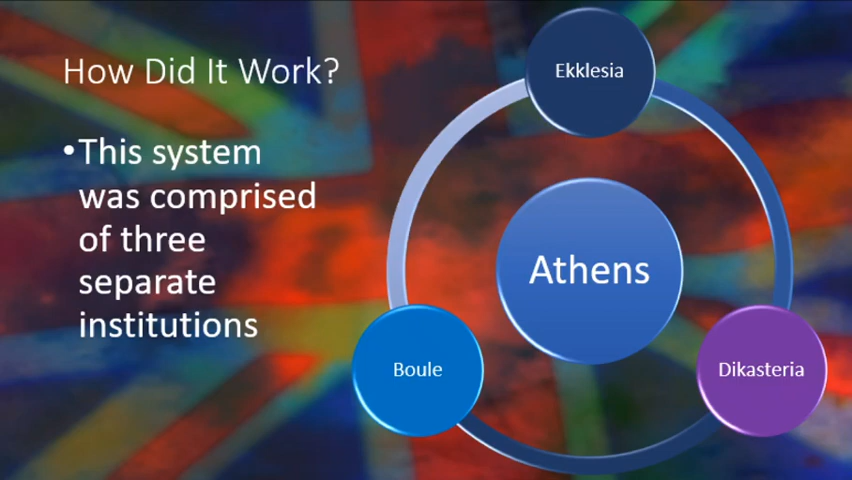 How Did It Work?
•This system
was comprised
of three
separate
institutions
Ekklesia
Athens
Boule
Dikasteria